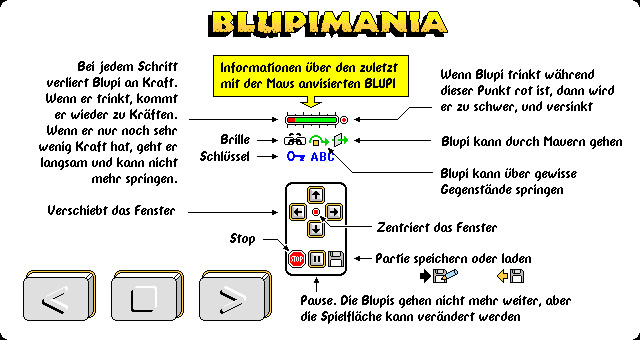 BLUPIMANIA
Informationen über den zuletzt
mit der Maus anvisierten BLUPI
Bei jedem Schritt
verliert Blupi an Kraft.
Wenn er trinkt, kommt
er wieder zu Kräften.
Wenn er nur noch sehr
wenig Kraft hat, geht er
langsam und kann nicht
mehr springen.
Wenn Blupi trinkt während
dieser Punkt rot ist, dann wird
er zu schwer, und versinkt
Brille
Blupi kann durch Mauern gehen
Schlüssel
ABC
Blupi kann über gewisse
Gegenstände springen
Verschiebt das Fenster
Zentriert das Fenster
Stop
STOP
Partie speichern oder laden
Pause. Die Blupis gehen nicht mehr weiter, aber
die Spielfläche kann verändert werden